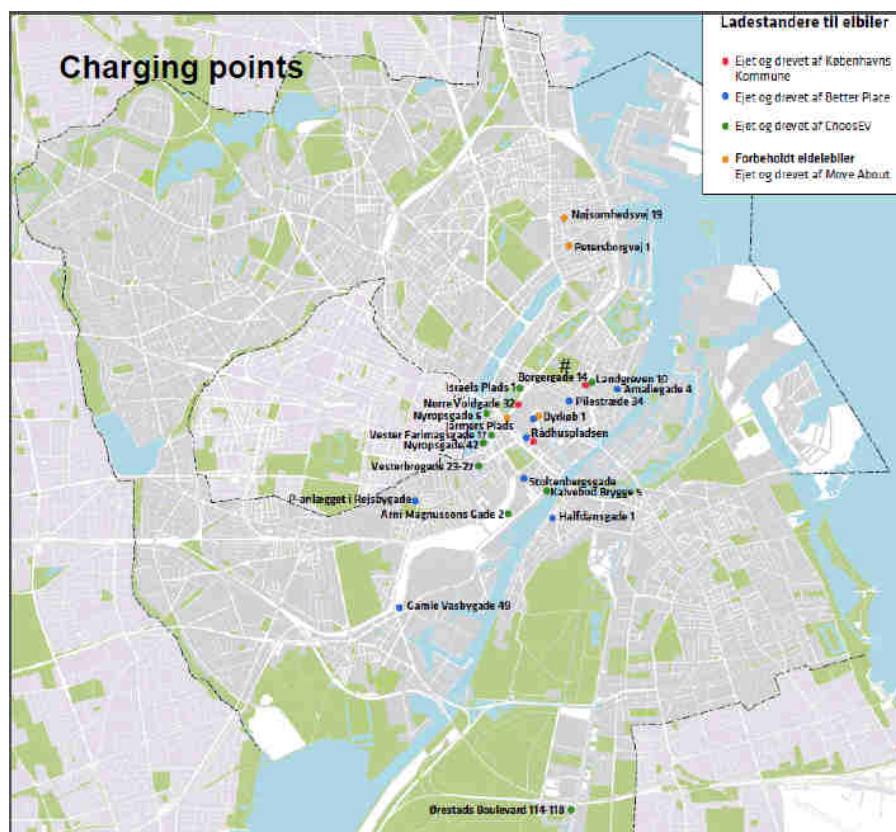 Charging points
Ladestandere til elbiler
Ejet og drevet af Københavns
Kommune
Ejet og drevet af Better Place
Ejet og drevet af ChoosEV
Forbeholdt eldelebiler
Ejet og drevet af Move About
Nøjsomhedsvej 19
Petersborgvej 1
#
Borgergade 14
Landgreven 10
Israels Plads 1
Amaliegade 4
Nørre Voldgade 32
Pilestræde 34
Nyropsgade 6
Dyrkøb 1
Jarmers Plads
Vester Farimagsgade 17
Rådhuspladsen
Nyropsgade 42
Vesterbrogade 23-27
Stoltenbergsgade
Kalvebod Brygge 5
P-anlægget i Rejsbygade
Arni Magnussons Gade 2
Halfdansgade 1
Gamle Vasbygade 49
Ørestads Boulevard 114-118